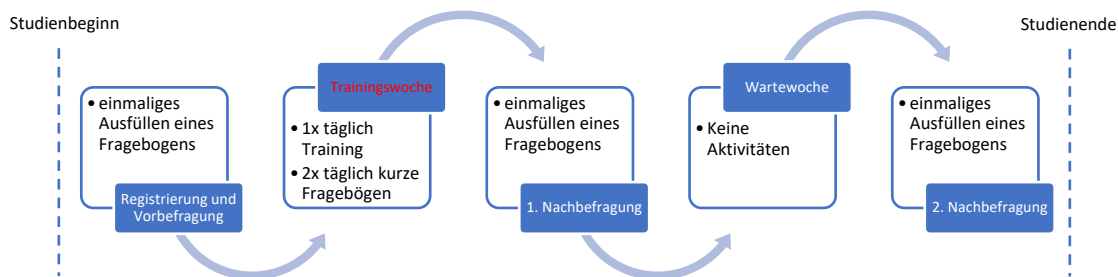 Studienbeginn
Studienende
• einmaliges
Ausfüllen eines
Fragebogens
Registrierung und
Vorbefragung
Trainingswoche
• 1x täglich
Training
• 2x täglich kurze
Fragebögen
• einmaliges
Ausfüllen eines
Fragebogens
1. Nachbefragung
Wartewoche
• Keine
Aktivitäten
• einmaliges
Ausfüllen eines
Fragebogens
2. Nachbefragung